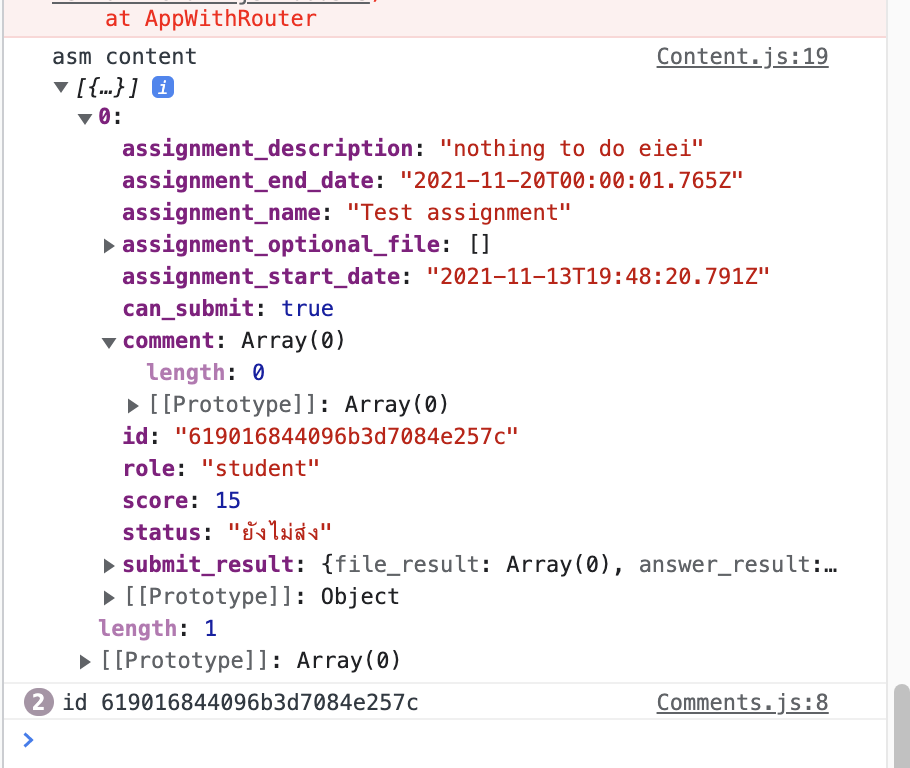 at AppWithRouter
asm content Content.js:19
▼ [{…}] i
▼ 0:
assignment_description: "nothing to do eiei"
assignment_end_date: "2021-11-20T00:00:01.765Z"
assignment_name: "Test assignment"
▶ assignment_optional_file: []
assignment_start_date: "2021-11-13T19:48:20.791Z"
can_submit: true
▼ comment: Array(0)
length: 0
▶ [[Prototype]]: Array(0)
id: "619016844096b3d7084e257c"
role: "student"
score: 15
status: "ยังไม่ส่ง"
▶ submit_result: {file_result: Array(0), answer_result:…
▶ [[Prototype]]: Object
length: 1
▶ [[Prototype]]: Array(0)
2 id 619016844096b3d7084e257c Comments.js:8
>